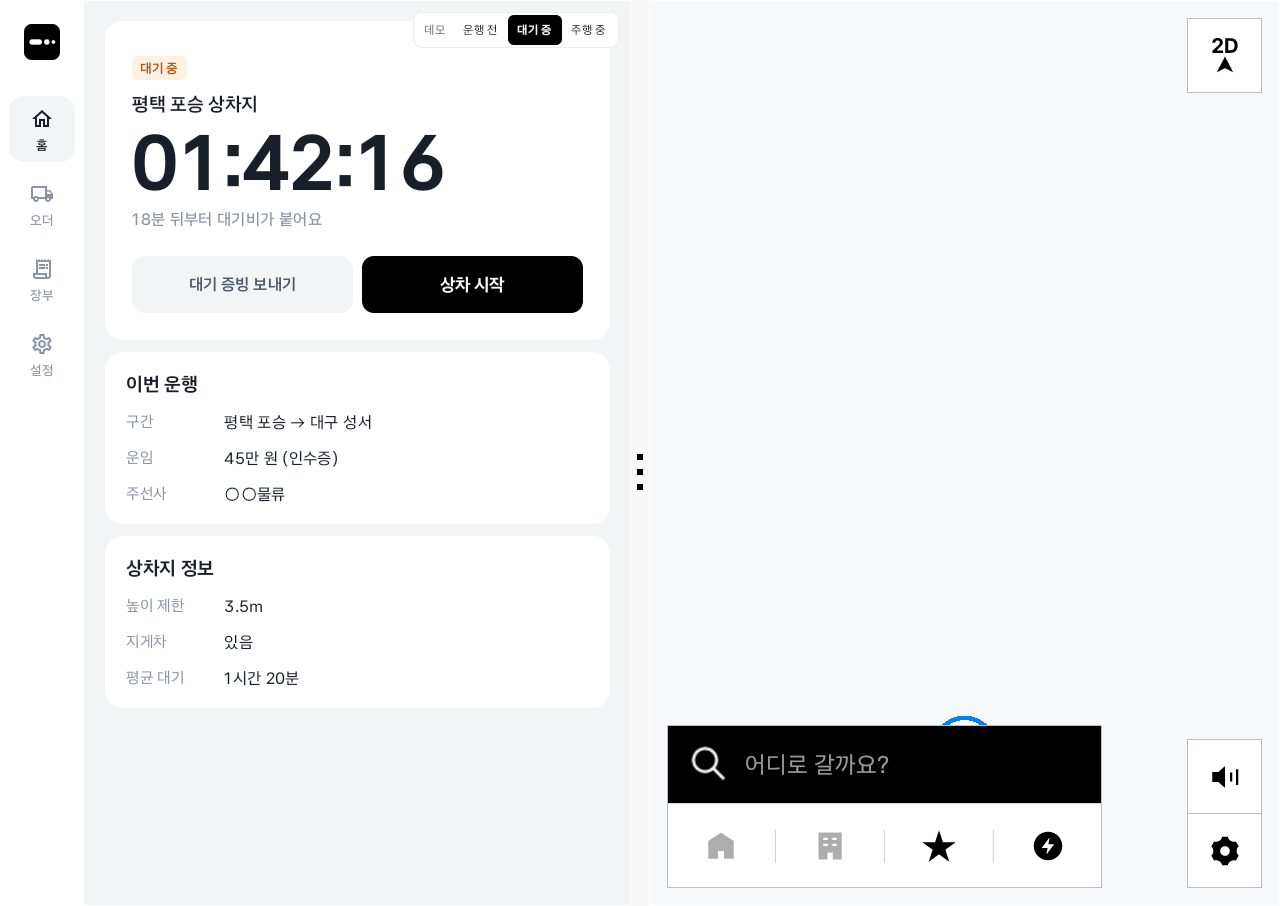 데모 운행 전 대기 중 주행 중
대기 중
평택 포승 상차지
01:42:16
18분 뒤부터 대기비가 붙어요
대기 증빙 보내기 상차 시작
홈
오더
장부
설정
이번 운행
구간 평택 포승 → 대구 성서
운임 45만 원 (인수증)
주선사 〇〇물류
상차지 정보
높이 제한 3.5m
지게차 있음
평균 대기 1시간 20분
2D
어디로 갈까요?